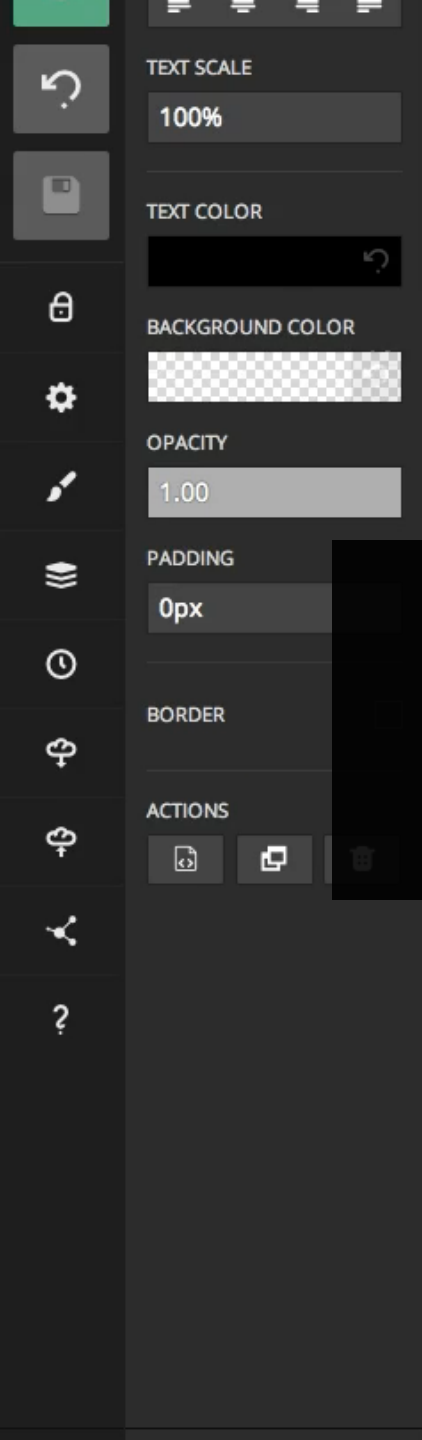 TEXT SCALE
100%
TEXT COLOR
BACKGROUND COLOR
OPACITY
1.00
PADDING
0px
BORDER
ACTIONS